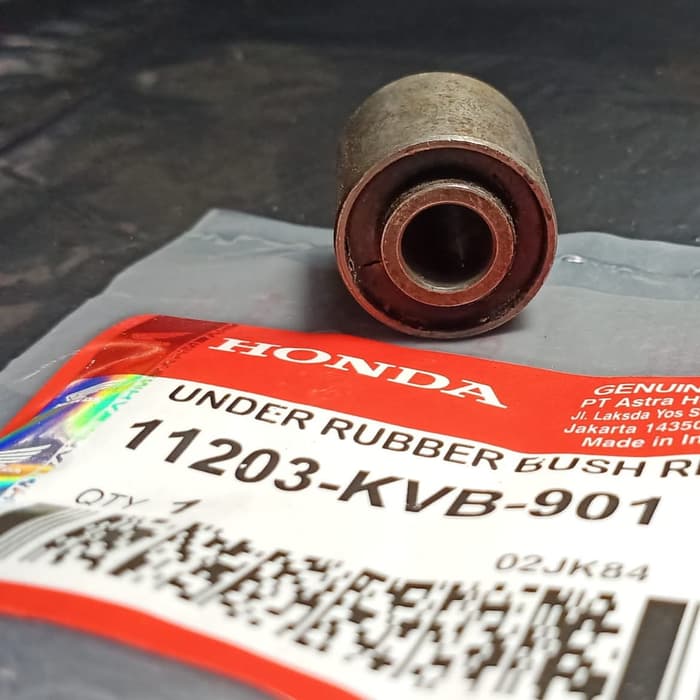 HONDA
GENUIN
PT Astra H
Jl. Laksda Yos S
Jakarta 1435
Made in In
UNDER RUBBER BUSH R
11203-KVB-901
QTY 1
02JK84